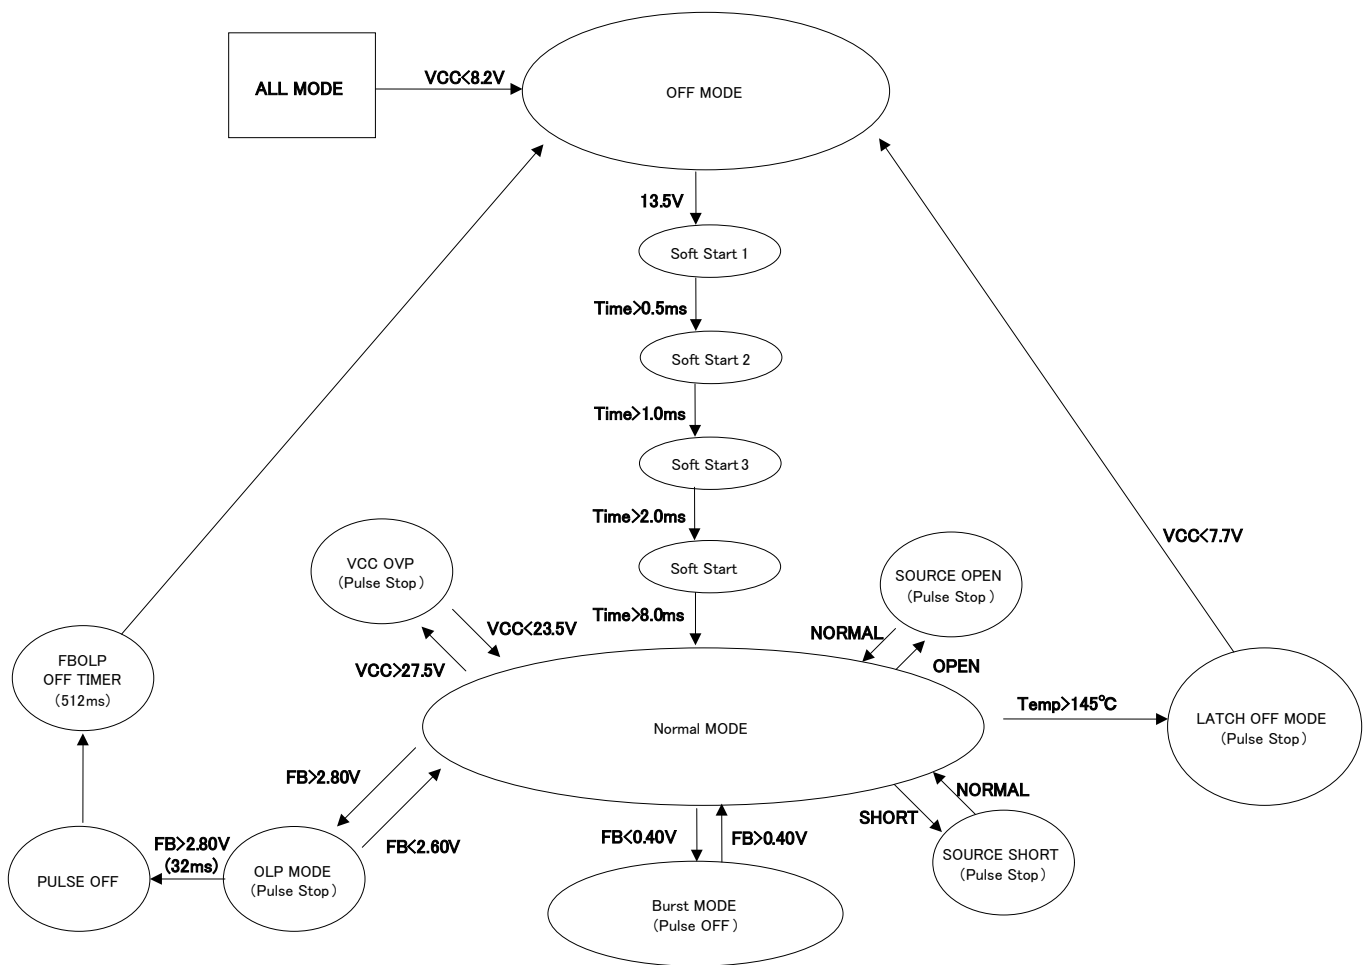 ALL MODE
VCC<8.2V
OFF MODE
13.5V
Soft Start 1
Time>0.5ms
Soft Start 2
Time>1.0ms
Soft Start 3
Time>2.0ms
Soft Start
Time>8.0ms
VCC<7.7V
VCC OVP
(Pulse Stop)
VCC<23.5V
VCC>27.5V
SOURCE OPEN
(Pulse Stop)
NORMAL
OPEN
FBOLP
OFF TIMER
(512ms)
Normal MODE
Temp>145℃
LATCH OFF MODE
(Pulse Stop)
FB>2.80V
FB<2.60V
FB<0.40V
FB>0.40V
SHORT
NORMAL
PULSE OFF
FB>2.80V
(32ms)
OLP MODE
(Pulse Stop)
Burst MODE
(Pulse OFF)
SOURCE SHORT
(Pulse Stop)